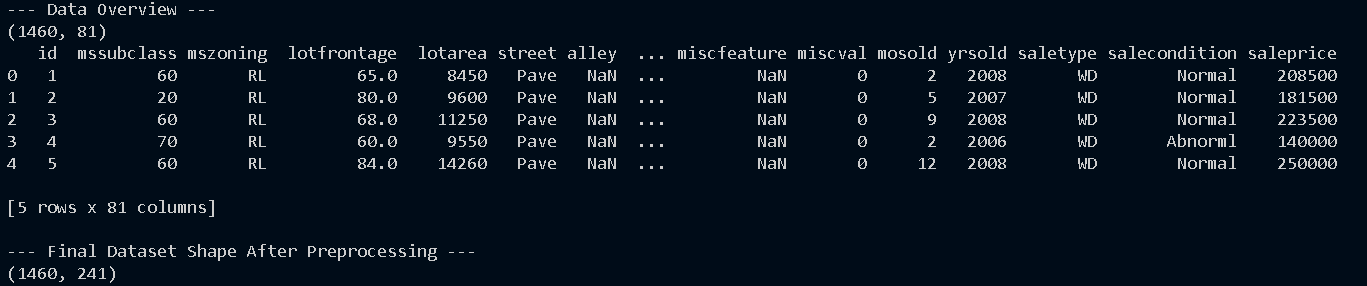 --- Data Overview ---
(1460, 81)
   id  mssubclass mszoning  lotfrontage  lotarea street alley  ... miscfeature miscval mosold yrsold saletype salecondition saleprice
0   1          60       RL         65.0     8450   Pave   NaN  ...         NaN       0      2   2008       WD        Normal    208500
1   2          20       RL         80.0     9600   Pave   NaN  ...         NaN       0      5   2007       WD        Normal    181500
2   3          60       RL         68.0    11250   Pave   NaN  ...         NaN       0      9   2008       WD        Normal    223500
3   4          70       RL         60.0     9550   Pave   NaN  ...         NaN       0      2   2006       WD       Abnorml    140000
4   5          60       RL         84.0    14260   Pave   NaN  ...         NaN       0     12   2008       WD        Normal    250000
[5 rows x 81 columns]
--- Final Dataset Shape After Preprocessing ---
(1460, 241)